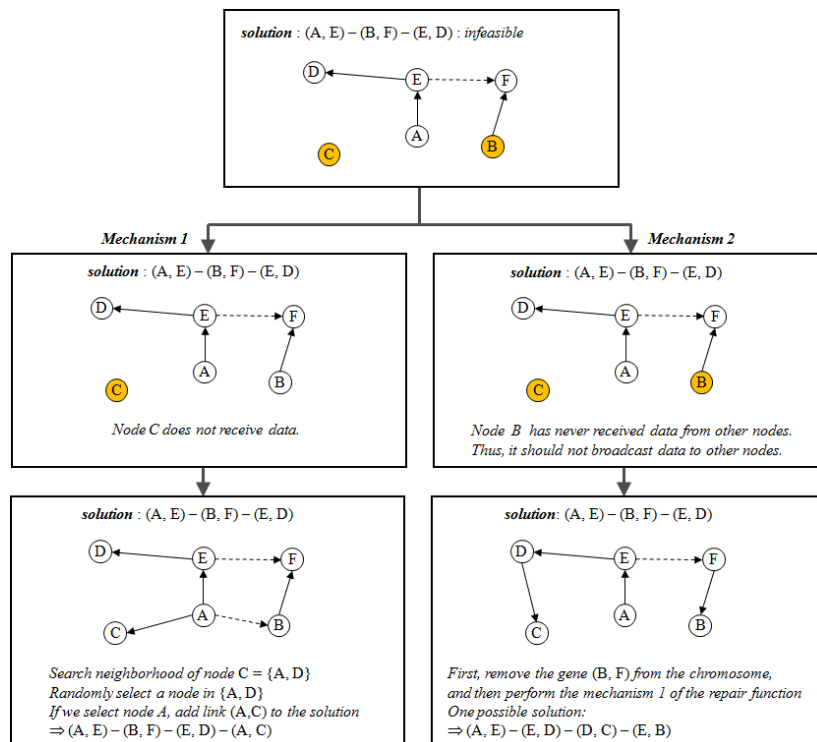 solution : (A, E) – (B, F) – (E, D) : infeasible
D
E
F
A
C
B
Mechanism 1
Mechanism 2
solution : (A, E) – (B, F) – (E, D)
D
E
F
A
B
C
Node C does not receive data.
solution : (A, E) – (B, F) – (E, D)
D
E
F
A
B
C
Node B has never received data from other nodes.
Thus, it should not broadcast data to other nodes.
solution : (A, E) – (B, F) – (E, D)
D
E
F
A
B
C
Search neighborhood of node C = {A, D}
Randomly select a node in {A, D}
If we select node A, add link (A,C) to the solution
⇒ (A, E) – (B, F) – (E, D) – (A, C)
solution: (A, E) – (B, F) – (E, D)
D
E
F
A
B
C
First, remove the gene (B, F) from the chromosome,
and then perform the mechanism 1 of the repair function
One possible solution:
⇒ (A, E) – (E, D) – (D, C) – (E, B)